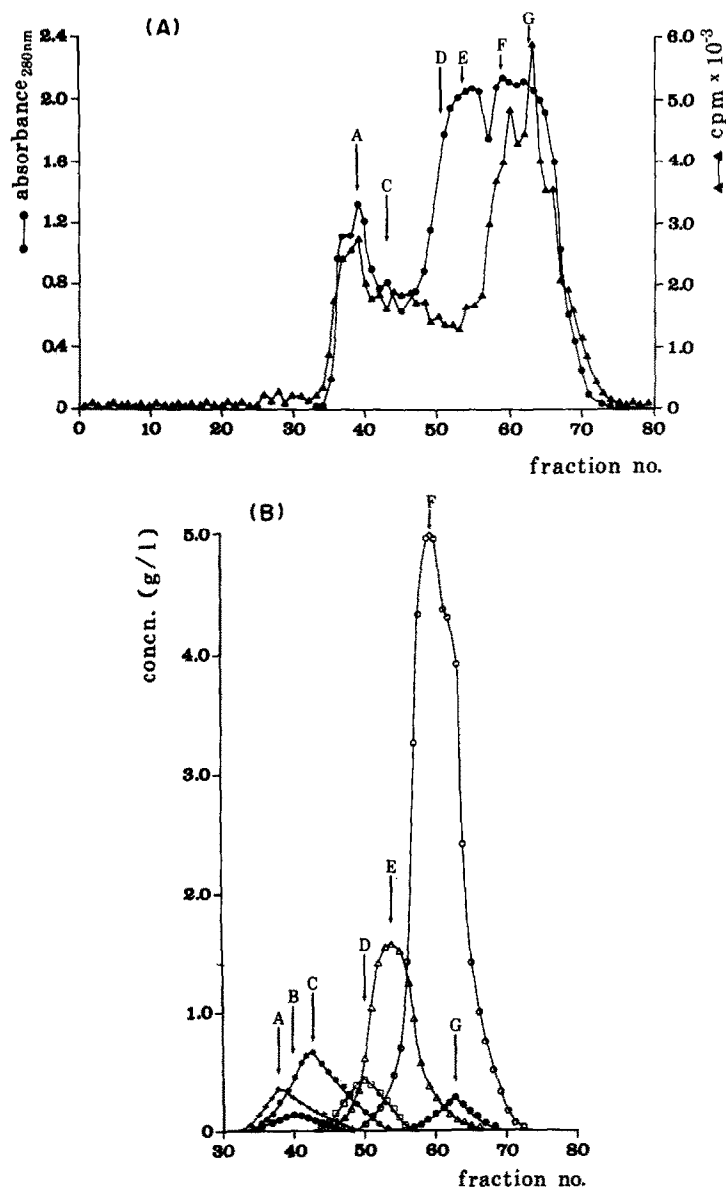 (A)
absorbance 280nm
2.4
2.0
1.6
1.2
0.8
0.4
0
A
C
D
E
F
G
6.0
5.0
4.0
3.0
2.0
1.0
0
cpm × 10⁻³
0 10 20 30 40 50 60 70 80
fraction no.
(B)
concn. (g/l)
5.0
4.0
3.0
2.0
1.0
0
A
B
C
D
E
F
G
30 40 50 60 70 80
fraction no.